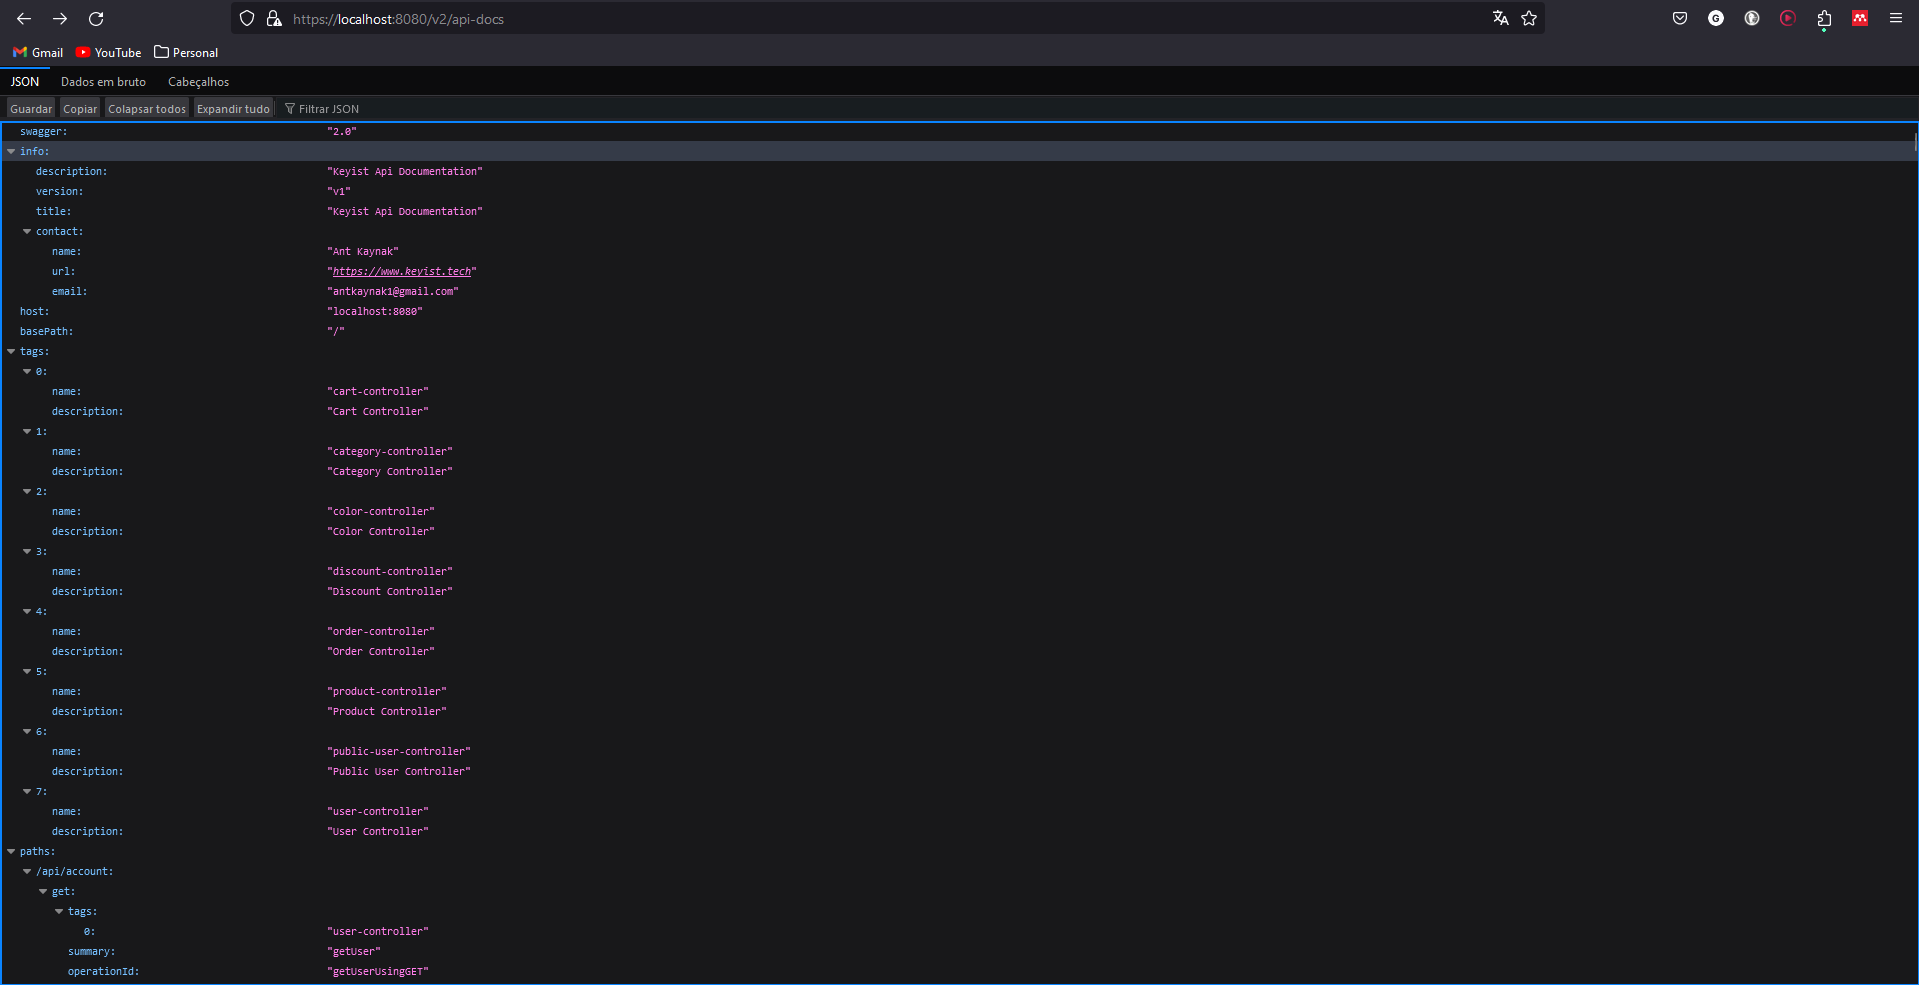 https://localhost:8080/v2/api-docs
Gmail YouTube Personal
JSON Dados em bruto Cabeçalhos
Guardar Copiar Colapsar todos Expandir tudo Filtrar JSON
swagger: "2.0"
info:
description: "Keyist Api Documentation"
version: "v1"
title: "Keyist Api Documentation"
contact:
name: "Ant Kaynak"
url: "https://www.keyist.tech"
email: "antkaynak1@gmail.com"
host: "localhost:8080"
basePath: "/"
tags:
0:
name: "cart-controller"
description: "Cart Controller"
1:
name: "category-controller"
description: "Category Controller"
2:
name: "color-controller"
description: "Color Controller"
3:
name: "discount-controller"
description: "Discount Controller"
4:
name: "order-controller"
description: "Order Controller"
5:
name: "product-controller"
description: "Product Controller"
6:
name: "public-user-controller"
description: "Public User Controller"
7:
name: "user-controller"
description: "User Controller"
paths:
/api/account:
get:
tags:
0: "user-controller"
summary: "getUser"
operationId: "getUserUsingGET"